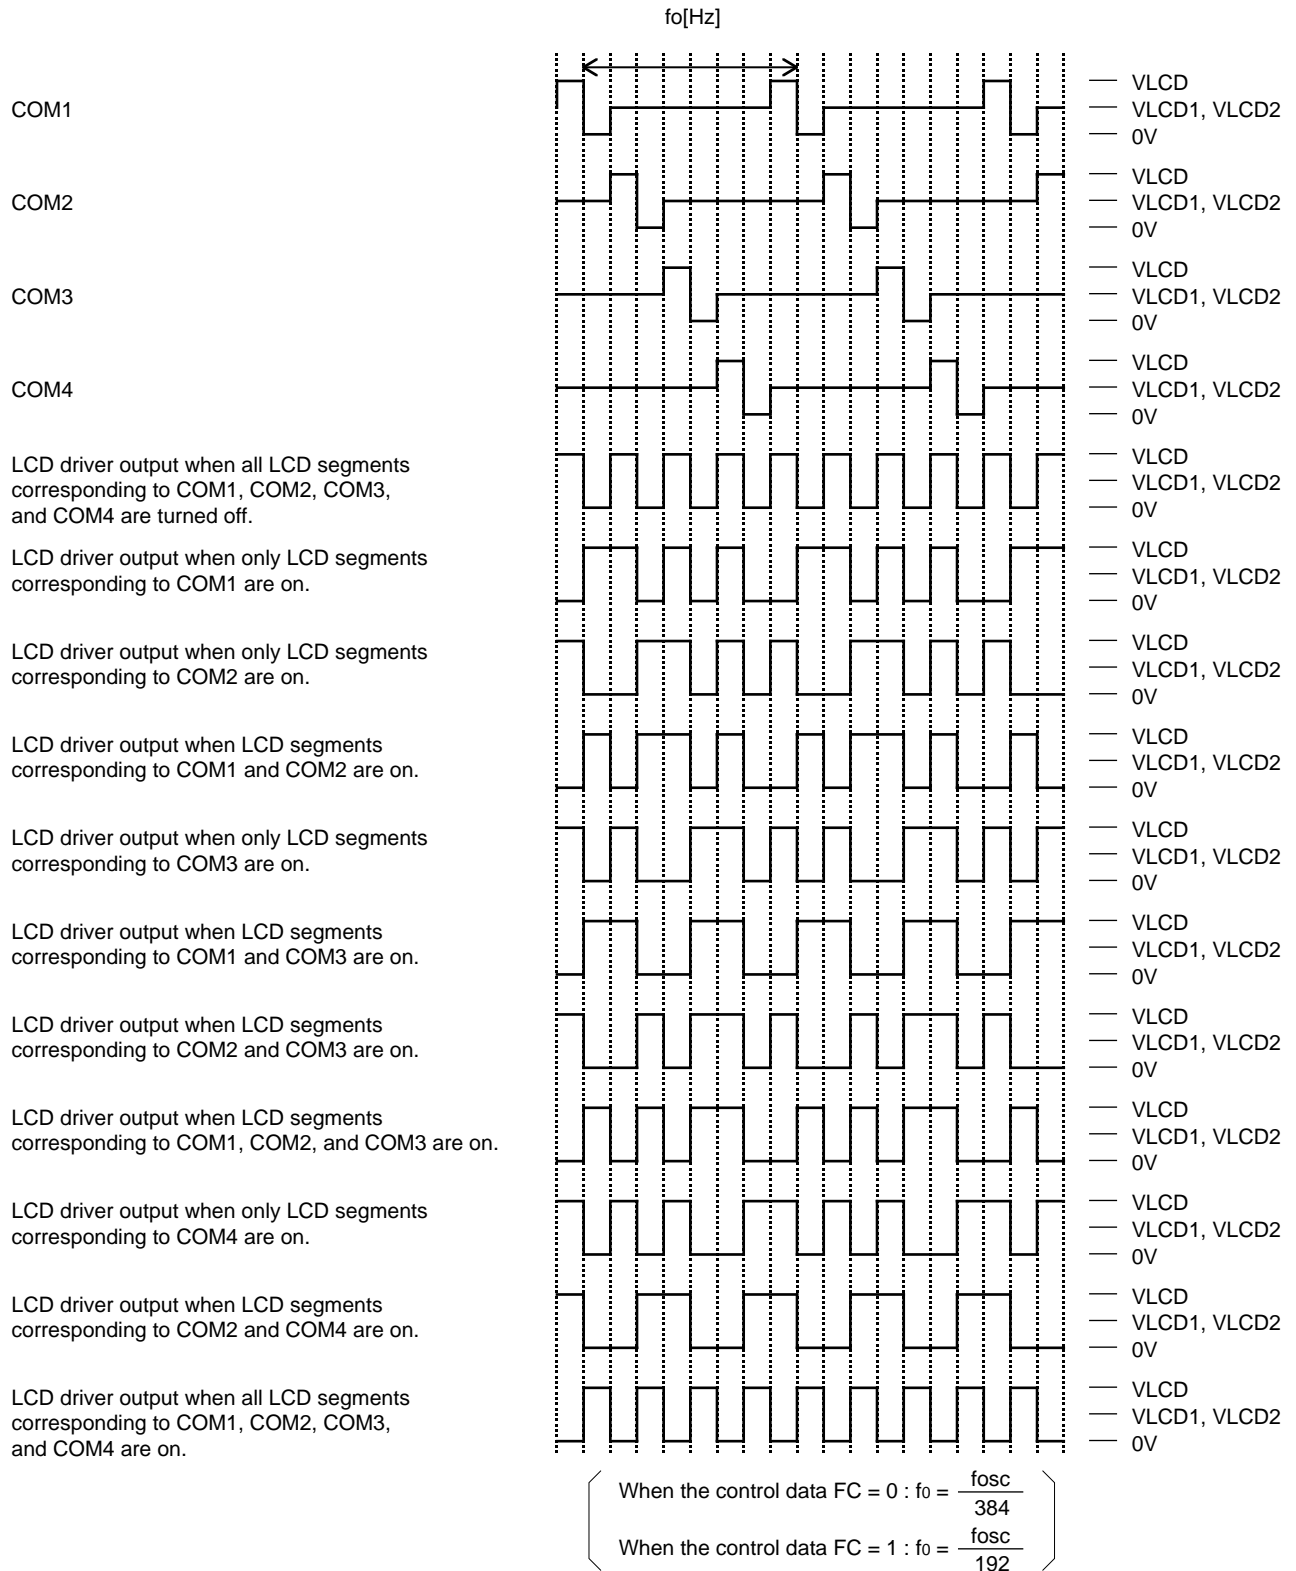 fo[Hz]
COM1
VLCD
VLCD1, VLCD2
0V
COM2
VLCD
VLCD1, VLCD2
0V
COM3
VLCD
VLCD1, VLCD2
0V
COM4
VLCD
VLCD1, VLCD2
0V
LCD driver output when all LCD segments
corresponding to COM1, COM2, COM3,
and COM4 are turned off.
VLCD
VLCD1, VLCD2
0V
LCD driver output when only LCD segments
corresponding to COM1 are on.
VLCD
VLCD1, VLCD2
0V
LCD driver output when only LCD segments
corresponding to COM2 are on.
VLCD
VLCD1, VLCD2
0V
LCD driver output when LCD segments
corresponding to COM1 and COM2 are on.
VLCD
VLCD1, VLCD2
0V
LCD driver output when only LCD segments
corresponding to COM3 are on.
VLCD
VLCD1, VLCD2
0V
LCD driver output when LCD segments
corresponding to COM1 and COM3 are on.
VLCD
VLCD1, VLCD2
0V
LCD driver output when LCD segments
corresponding to COM2 and COM3 are on.
VLCD
VLCD1, VLCD2
0V
LCD driver output when LCD segments
corresponding to COM1, COM2, and COM3 are on.
VLCD
VLCD1, VLCD2
0V
LCD driver output when only LCD segments
corresponding to COM4 are on.
VLCD
VLCD1, VLCD2
0V
LCD driver output when LCD segments
corresponding to COM2 and COM4 are on.
VLCD
VLCD1, VLCD2
0V
LCD driver output when all LCD segments
corresponding to COM1, COM2, COM3,
and COM4 are on.
VLCD
VLCD1, VLCD2
0V
When the control data FC = 0 : f0 = fosc
384
When the control data FC = 1 : f0 = fosc
192